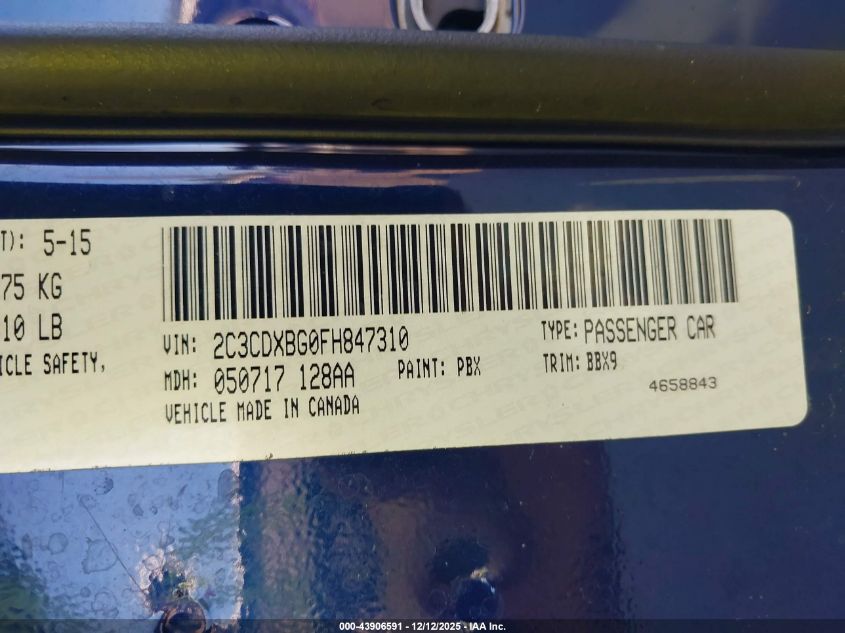 T): 5-15
75 KG
10 LB
ICLE SAFETY,
VIN: 2C3CDXBG0FH847310
TYPE: PASSENGER CAR
MDH: 050717 128AA
PAINT: PBX
TRIM: BBX9
VEHICLE MADE IN CANADA
4658843
000-43906591 - 12/12/2025 - IAA Inc.